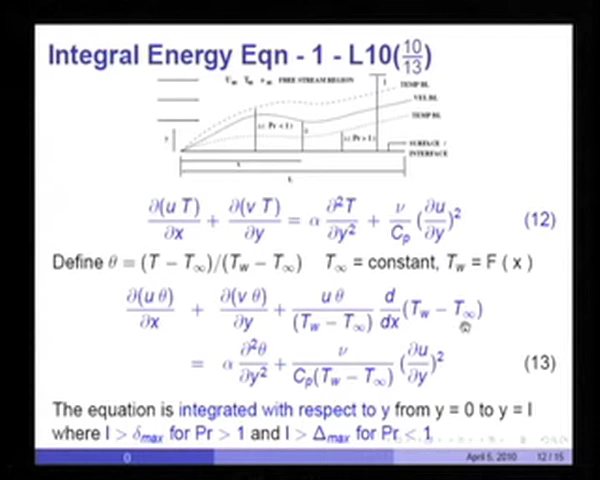 Integral Energy Eqn - 1 - L10(10/13)
FREE STREAM REGION
TEMP BL
VEL BL
TEMP BL
(Pr < 1)
(Pr > 1)
SURFACE /
INTERFACE
L
∂(u T)/∂x + ∂(v T)/∂y = α ∂²T/∂y² + ν/Cp (∂u/∂y)² (12)
Define θ = (T − T∞)/(Tw − T∞) T∞ = constant, Tw = F ( x )
∂(u θ)/∂x + ∂(v θ)/∂y + u θ/(Tw − T∞) d/dx (Tw − T∞)
= α ∂²θ/∂y² + ν/Cp(Tw − T∞) (∂u/∂y)² (13)
The equation is integrated with respect to y from y = 0 to y = l
where l > δmax for Pr > 1 and l > Δmax for Pr < 1
() April 5, 2010 12 / 15